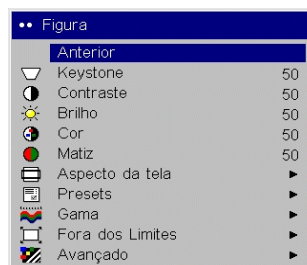 •• Figura
Anterior
Keystone 50
Contraste 50
Brilho 50
Cor 50
Matiz 50
Aspecto da tela ►
Presets ►
Gama ►
Fora dos Limites ►
Avançado ►